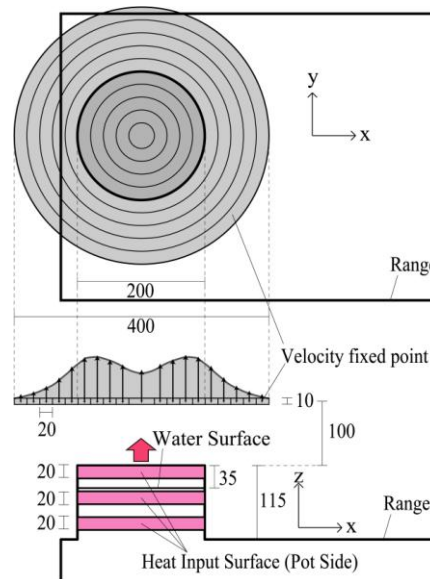 y
x
Range
200
400
Velocity fixed point
10
20
100
Water Surface
20
35
z
20
115
20
x
Range
Heat Input Surface (Pot Side)